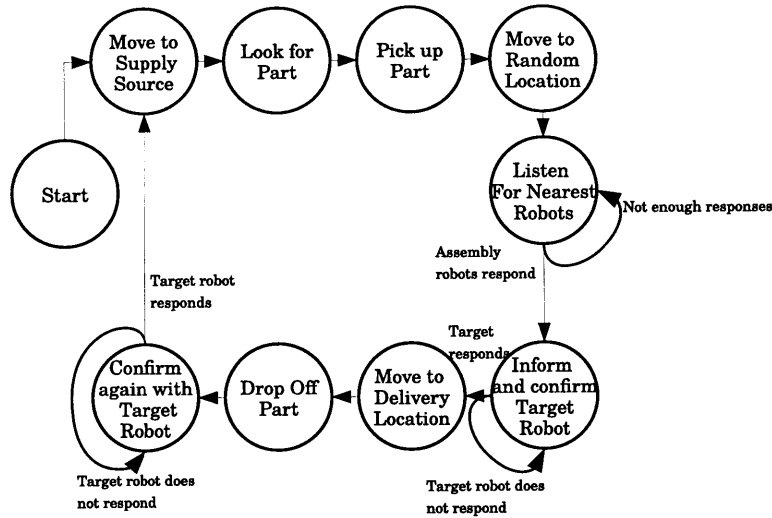 Move to
Supply
Source
Look for
Part
Pick up
Part
Move to
Random
Location
Start
Listen
For Nearest
Robots
Not enough responses
Assembly
robots respond
Target robot
responds
Target
responds
Confirm
again with
Target
Robot
Drop Off
Part
Move to
Delivery
Location
Inform
and confirm
Target
Robot
Target robot does
not respond
Target robot does
not respond